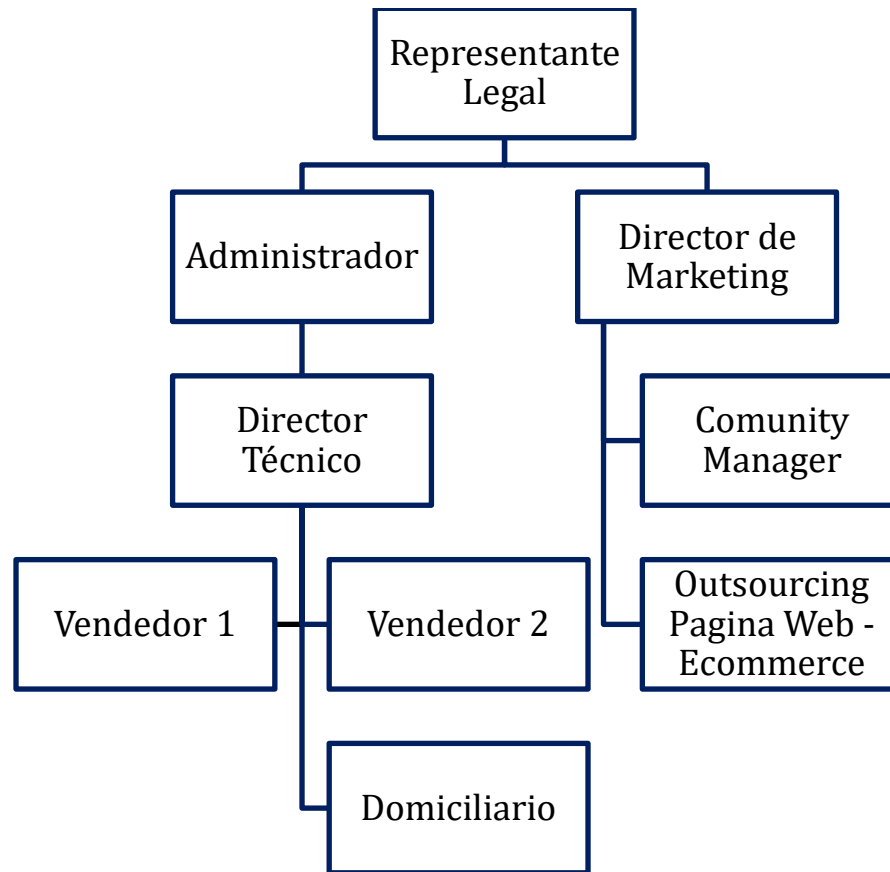 Representante
Legal
Administrador
Director de
Marketing
Director
Técnico
Comunity
Manager
Vendedor 1
Vendedor 2
Outsourcing
Pagina Web -
Ecommerce
Domiciliario